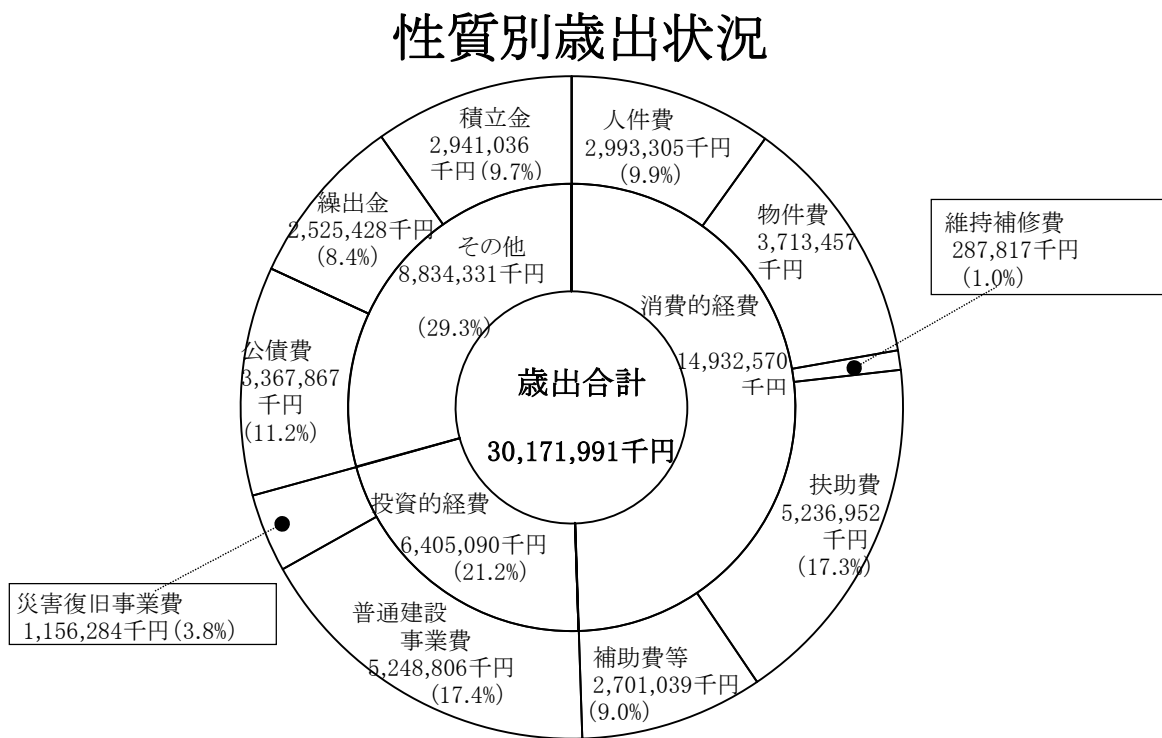 性質別歳出状況
積立金
2,941,036
千円(9.7%)
人件費
2,993,305千円
(9.9%)
繰出金
2,525,428千円
(8.4%)
物件費
3,713,457
千円
維持補修費
287,817千円
(1.0%)
その他
8,834,331千円
(29.3%)
消費的経費
14,932,570
千円
公債費
3,367,867
千円
(11.2%)
歳出合計
30,171,991千円
扶助費
5,236,952
千円
(17.3%)
投資的経費
6,405,090千円
(21.2%)
災害復旧事業費
1,156,284千円(3.8%)
普通建設
事業費
5,248,806千円
(17.4%)
補助費等
2,701,039千円
(9.0%)